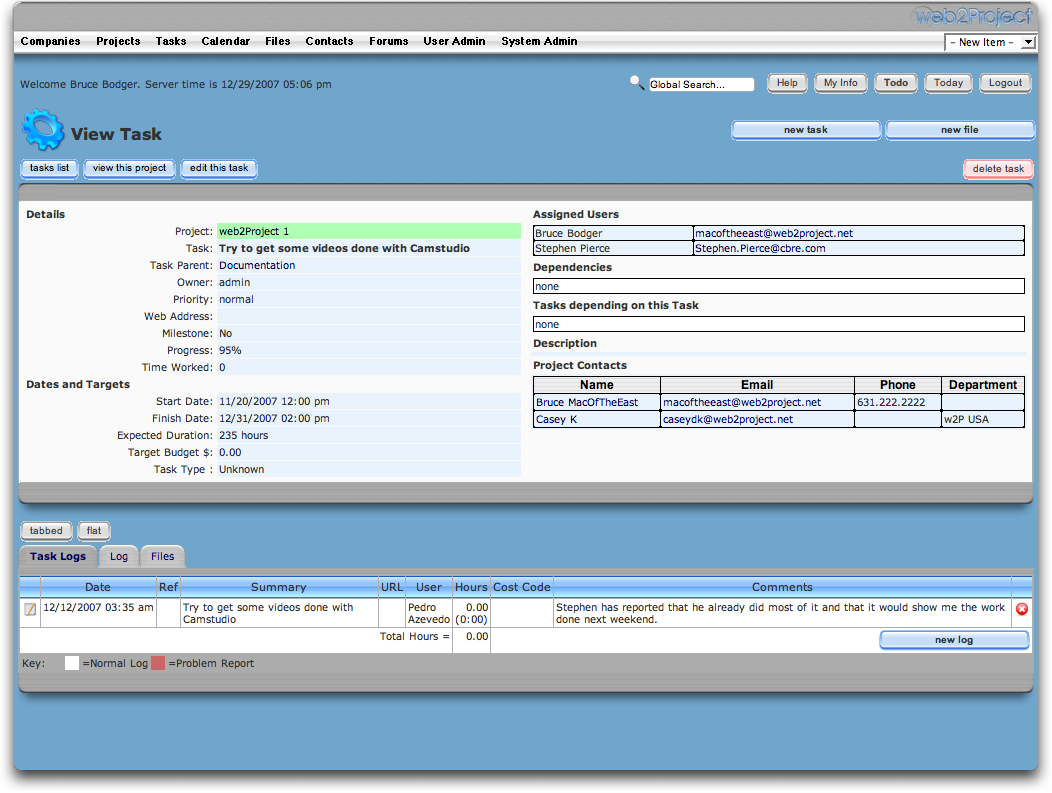 web2Project
Companies Projects Tasks Calendar Files Contacts Forums User Admin System Admin
- New Item -
Welcome Bruce Bodger. Server time is 12/29/2007 05:06 pm
Global Search...
Help My Info Todo Today Logout
View Task
new task new file
tasks list view this project edit this task
delete task
Details
Project: web2Project 1
Task: Try to get some videos done with Camstudio
Task Parent: Documentation
Owner: admin
Priority: normal
Web Address:
Milestone: No
Progress: 95%
Time Worked: 0
Dates and Targets
Start Date: 11/20/2007 12:00 pm
Finish Date: 12/31/2007 02:00 pm
Expected Duration: 235 hours
Target Budget $: 0.00
Task Type : Unknown
Assigned Users
Bruce Bodger macoftheeast@web2project.net
Stephen Pierce Stephen.Pierce@cbre.com
Dependencies
none
Tasks depending on this Task
none
Description
Project Contacts
Name Email Phone Department
Bruce MacOfTheEast macoftheeast@web2project.net 631.222.2222
Casey K caseydk@web2project.net w2P USA
tabbed flat
Task Logs Log Files
Date Ref Summary URL User Hours Cost Code Comments
12/12/2007 03:35 am Try to get some videos done with Pedro 0.00 Stephen has reported that he already did most of it and that it would show me the work
Camstudio Azevedo (0:00) done next weekend.
Total Hours = 0.00
new log
Key: =Normal Log =Problem Report